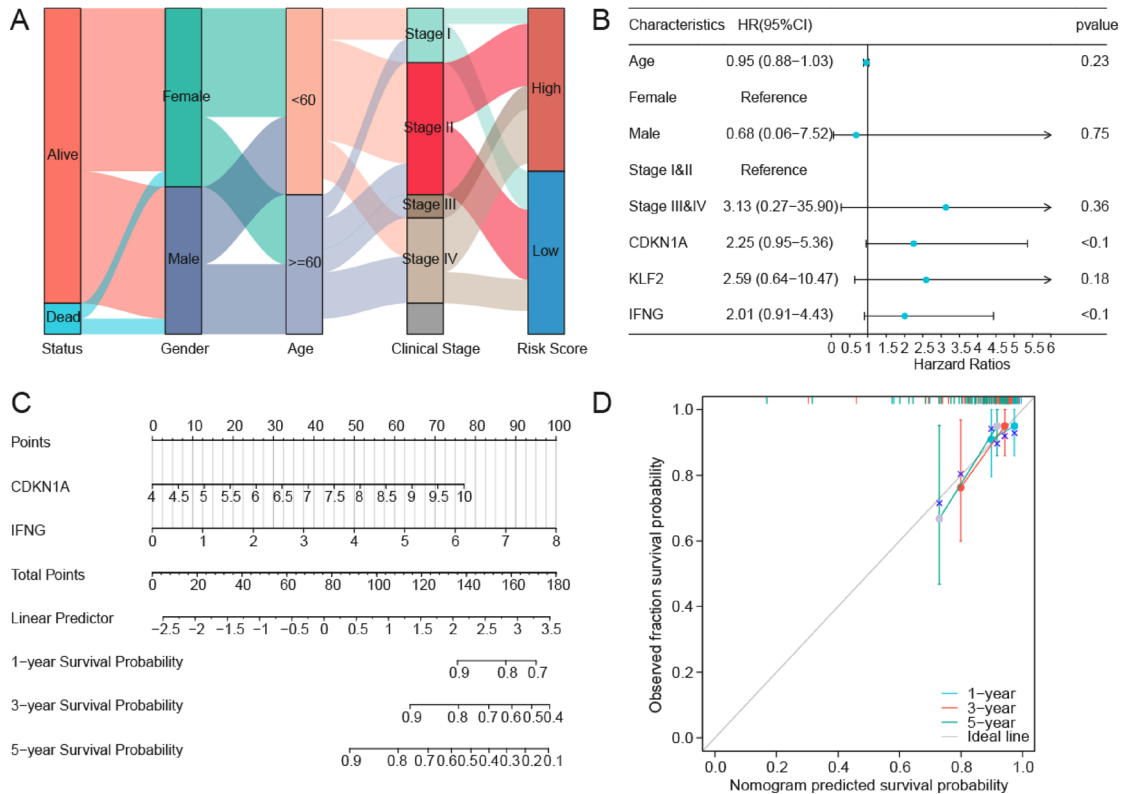 A
Alive
Dead
Female
Male
<60
>=60
Stage I
Stage II
Stage III
Stage IV
High
Low
Status Gender Age Clinical Stage Risk Score
B
Characteristics HR(95%CI) pvalue
Age 0.95 (0.88−1.03) 0.23
Female Reference
Male 0.68 (0.06−7.52) 0.75
Stage I&II Reference
Stage III&IV 3.13 (0.27−35.90) 0.36
CDKN1A 2.25 (0.95−5.36) <0.1
KLF2 2.59 (0.64−10.47) 0.18
IFNG 2.01 (0.91−4.43) <0.1
0 0.5 1 1.5 2 2.5 3 3.5 4 4.5 5 5.5 6
Harzard Ratios
C
Points 0 10 20 30 40 50 60 70 80 90 100
CDKN1A 4 4.5 5 5.5 6 6.5 7 7.5 8 8.5 9 9.5 10
IFNG 0 1 2 3 4 5 6 7 8
Total Points 0 20 40 60 80 100 120 140 160 180
Linear Predictor −2.5 −2 −1.5 −1 −0.5 0 0.5 1 1.5 2 2.5 3 3.5
1−year Survival Probability 0.9 0.8 0.7
3−year Survival Probability 0.9 0.8 0.7 0.6 0.5 0.4
5−year Survival Probability 0.9 0.8 0.7 0.6 0.5 0.4 0.3 0.2 0.1
D
Observed fraction survival probability
1.0
0.8
0.6
0.4
0.2
0.0
1−year
3−year
5−year
Ideal line
0.0 0.2 0.4 0.6 0.8 1.0
Nomogram predicted survival probability